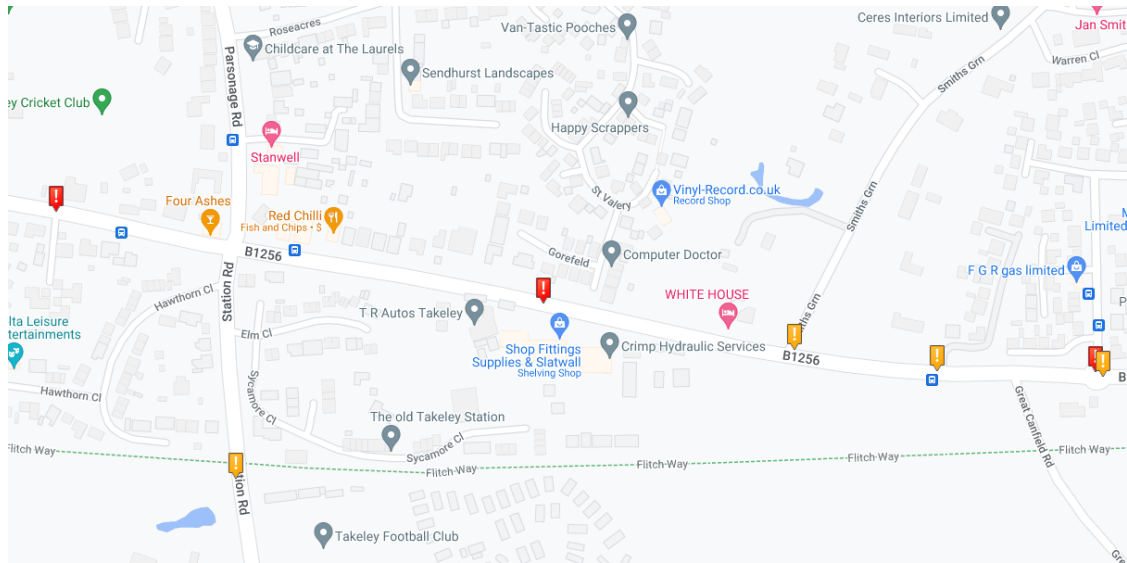 Roseacres
Childcare at The Laurels
Parsonage Rd
Sendhurst Landscapes
Van-Tastic Pooches
Ceres Interiors Limited
Jan Smit
Warren Cl
Smiths Grn
ey Cricket Club
Stanwell
Happy Scrappers
St Valery
Vinyl-Record.co.uk
Record Shop
Smiths Grn
Four Ashes
Red Chilli
Fish and Chips • $
B1256
Gorefeld
Computer Doctor
Limited
F G R gas limited
Station Rd
Hawthorn Cl
T R Autos Takeley
WHITE HOUSE
ths Grn
P
lta Leisure
tertainments
Elm Cl
Shop Fittings
Supplies & Slatwall
Shelving Shop
Crimp Hydraulic Services
B1256
B
Hawthorn Cl
Sycamore Cl
The old Takeley Station
Sycamore Cl
Great Canfield Rd
Flitch Way
Flitch Way
Flitch Way
Flitch Way
Flitch Way
tion Rd
Takeley Football Club
Gre